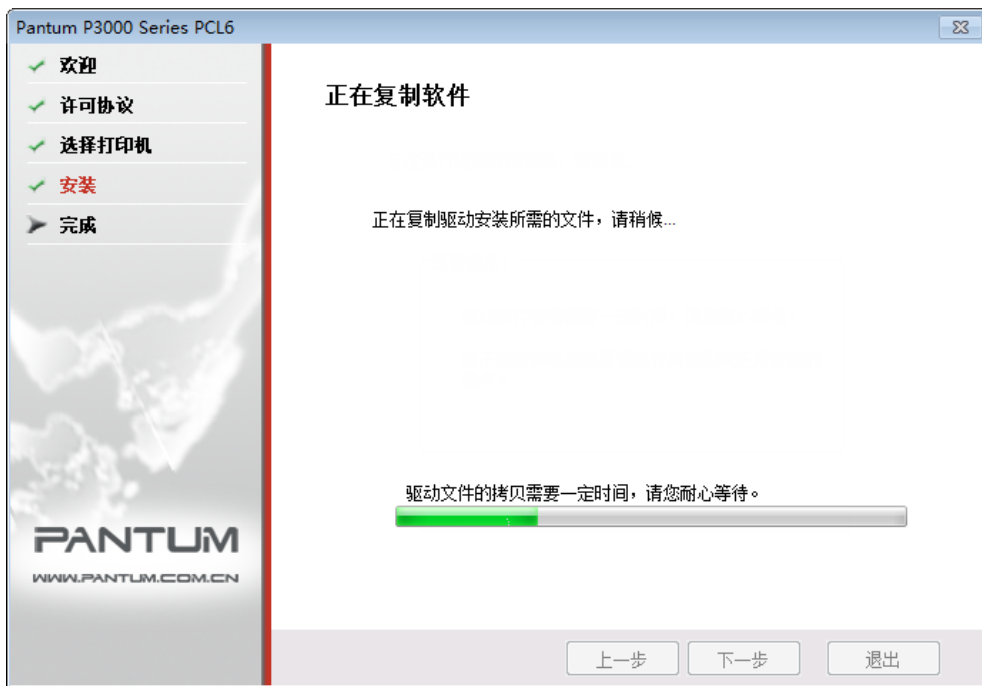 Pantum P3000 Series PCL6
欢迎
许可协议
选择打印机
安装
完成
正在复制软件
正在复制驱动安装所需的文件，请稍候...
驱动文件的拷贝需要一定时间，请您耐心等待。
PANTUM
WWW.PANTUM.COM.CN
上一步
下一步
退出